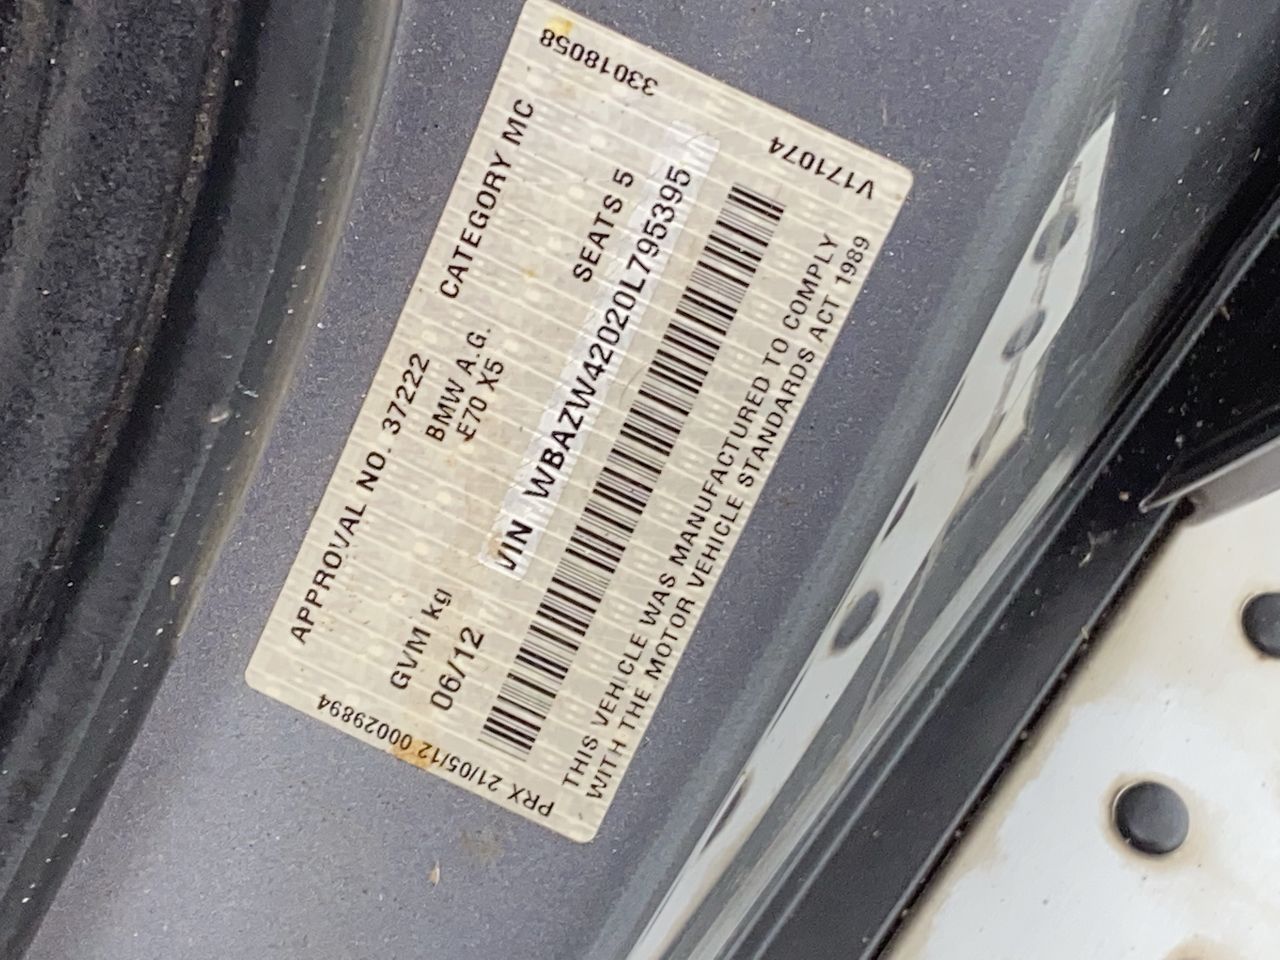 APPROVAL NO. 37222 CATEGORY MC
BMW A.G.
E70 X5
GVM kg SEATS 5
06/12 VIN WBAZW42020L795395
THIS VEHICLE WAS MANUFACTURED TO COMPLY
WITH THE MOTOR VEHICLE STANDARDS ACT 1989
PRX 21/05/12 00029894
V171074 33018058